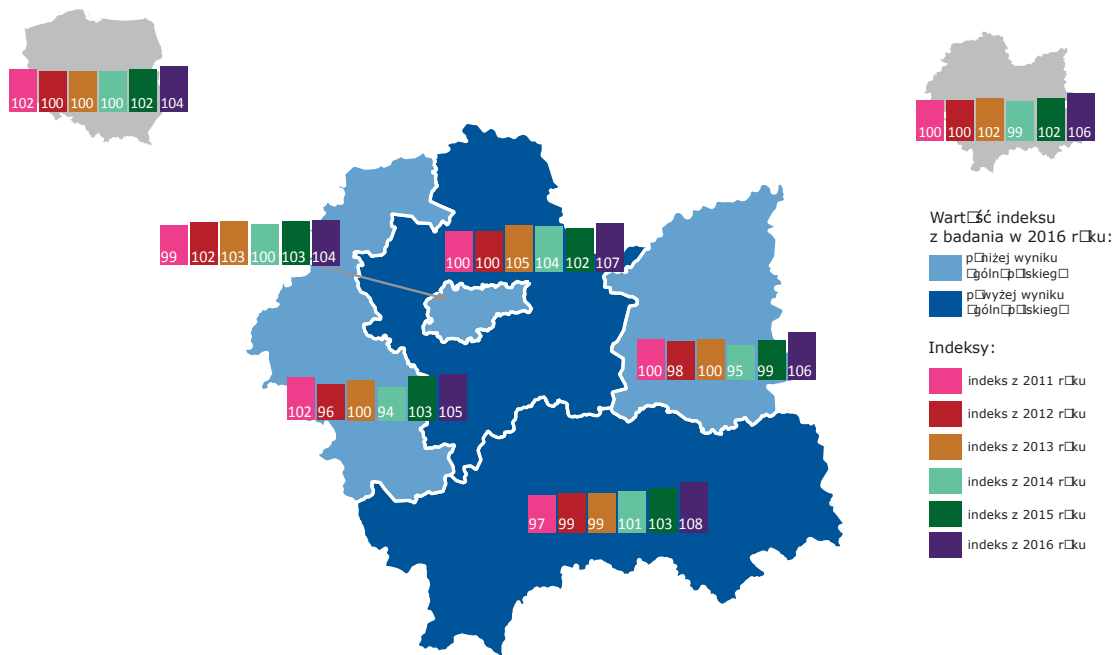 102 100 100 100 102 104
100 100 102 99 102 106
99 102 103 100 103 104
100 100 105 104 102 107
100 98 100 95 99 106
102 96 100 94 103 105
97 99 99 101 103 108
Wart□ść indeksu
z badania w 2016 r□ku:
p□niżej wyniku
□góln□p□lskieg□
p□wyżej wyniku
□góln□p□lskieg□
Indeksy:
indeks z 2011 r□ku
indeks z 2012 r□ku
indeks z 2013 r□ku
indeks z 2014 r□ku
indeks z 2015 r□ku
indeks z 2016 r□ku